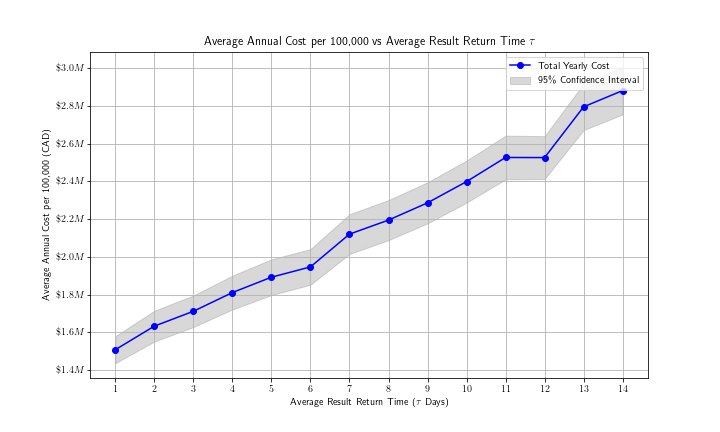 Average Annual Cost per 100,000 vs Average Result Return Time τ
Total Yearly Cost
95% Confidence Interval
Average Annual Cost per 100,000 (CAD)
$3.0M
$2.8M
$2.6M
$2.4M
$2.2M
$2.0M
$1.8M
$1.6M
$1.4M
1 2 3 4 5 6 7 8 9 10 11 12 13 14
Average Result Return Time (τ Days)